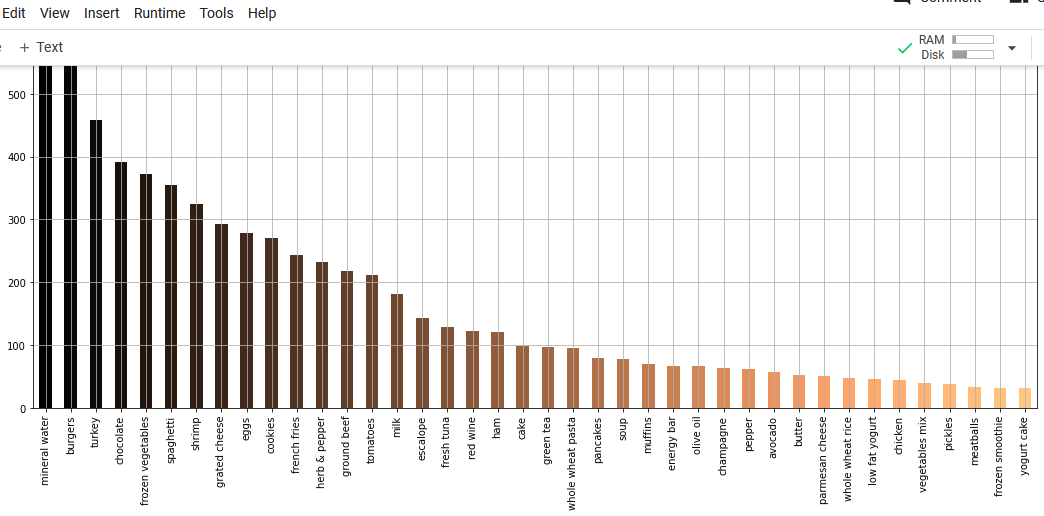 Edit View Insert Runtime Tools Help
+ Text
RAM
Disk
500
400
300
200
100
0
mineral water
burgers
turkey
chocolate
frozen vegetables
spaghetti
shrimp
grated cheese
eggs
cookies
french fries
herb & pepper
ground beef
tomatoes
milk
escalope
fresh tuna
red wine
ham
cake
green tea
whole wheat pasta
pancakes
soup
muffins
energy bar
olive oil
champagne
pepper
avocado
butter
parmesan cheese
whole wheat rice
low fat yogurt
chicken
vegetables mix
pickles
meatballs
frozen smoothie
yogurt cake